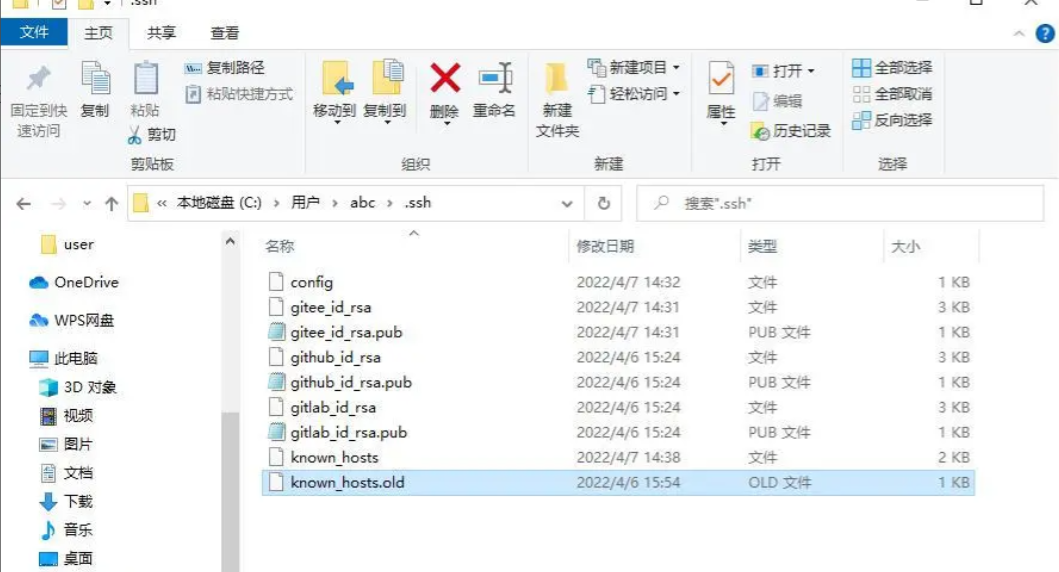 .ssh
文件 主页 共享 查看
固定到快速访问 复制 粘贴 复制路径 粘贴快捷方式 剪切 移动到 复制到 删除 重命名 新建文件夹 新建项目 轻松访问 属性 打开 编辑 历史记录 全部选择 全部取消 反向选择
剪贴板 组织 新建 打开 选择
« 本地磁盘 (C:) › 用户 › abc › .ssh 搜索".ssh"
user
OneDrive
WPS网盘
此电脑
3D 对象
视频
图片
文档
下载
音乐
桌面
名称 修改日期 类型 大小
config 2022/4/7 14:32 文件 1 KB
gitee_id_rsa 2022/4/7 14:31 文件 3 KB
gitee_id_rsa.pub 2022/4/7 14:31 PUB 文件 1 KB
github_id_rsa 2022/4/6 15:24 文件 3 KB
github_id_rsa.pub 2022/4/6 15:24 PUB 文件 1 KB
gitlab_id_rsa 2022/4/6 15:24 文件 3 KB
gitlab_id_rsa.pub 2022/4/6 15:24 PUB 文件 1 KB
known_hosts 2022/4/7 14:38 文件 2 KB
known_hosts.old 2022/4/6 15:54 OLD 文件 1 KB